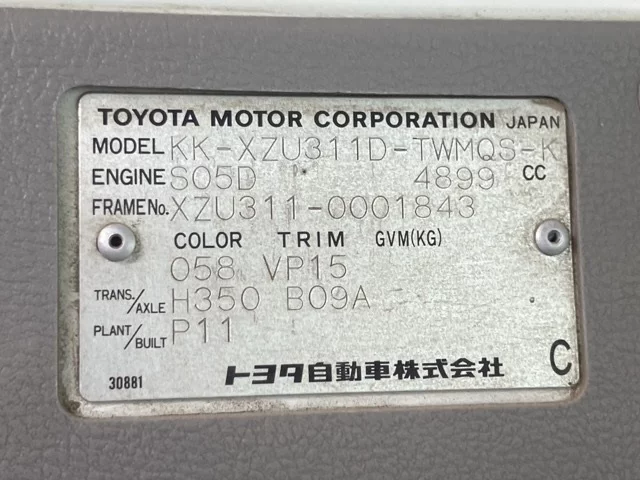 TOYOTA MOTOR CORPORATION JAPAN
MODEL KK-XZU311D-TWMQS-K
ENGINE S05D 4899 CC
FRAME No. XZU311-0001843
COLOR TRIM GVM(KG)
058 VP15
TRANS./AXLE H350 B09A
PLANT/BUILT P11
30881 トヨタ自動車株式会社 C